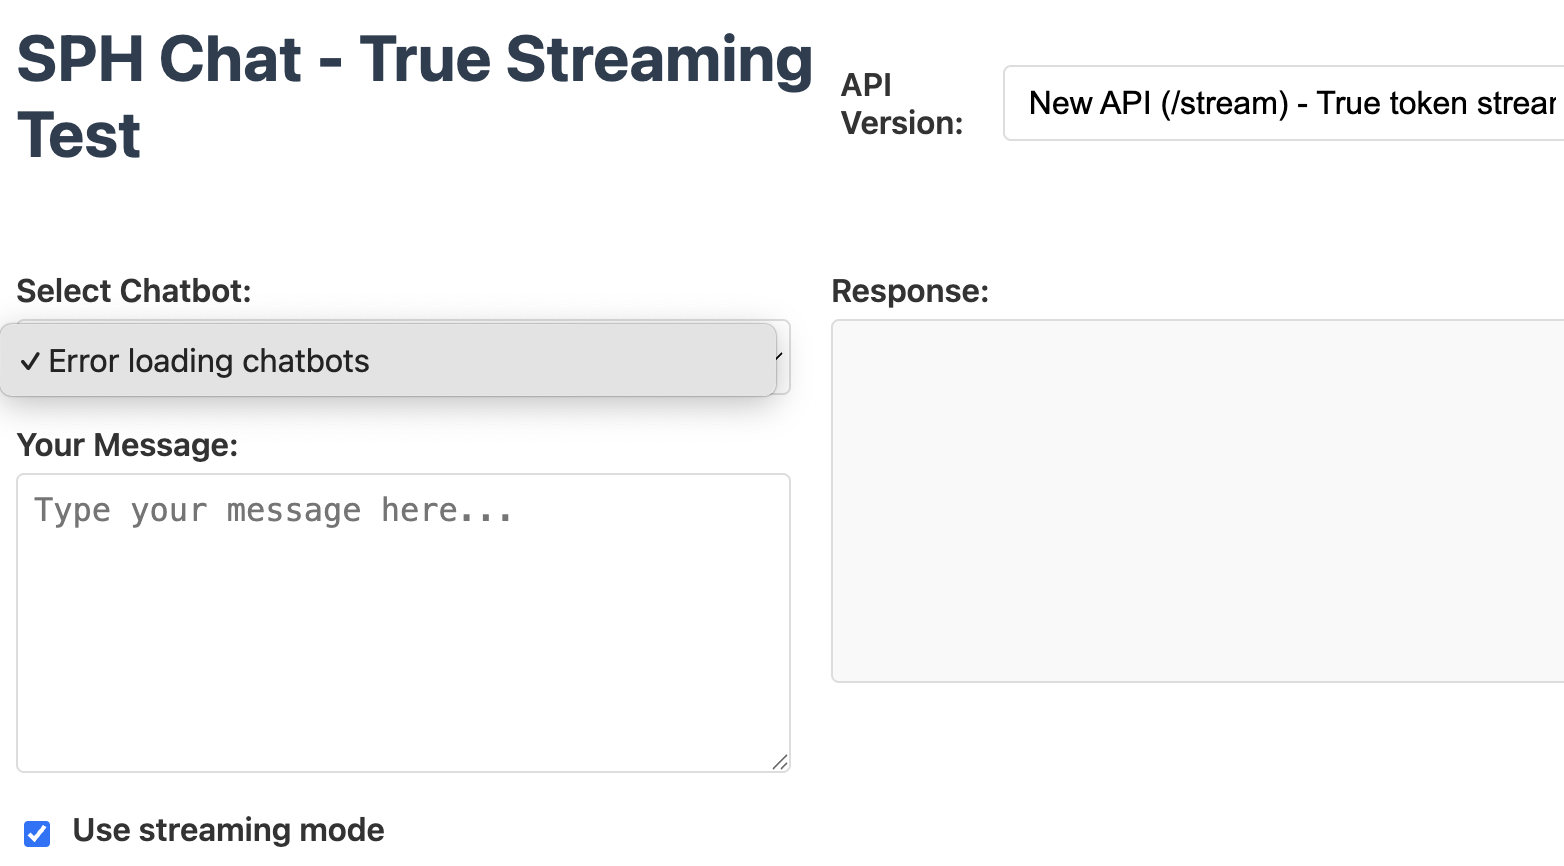 SPH Chat - True Streaming
Test
API
Version:
New API (/stream) - True token strear
Select Chatbot:
✓ Error loading chatbots
Response:
Your Message:
Type your message here...
Use streaming mode